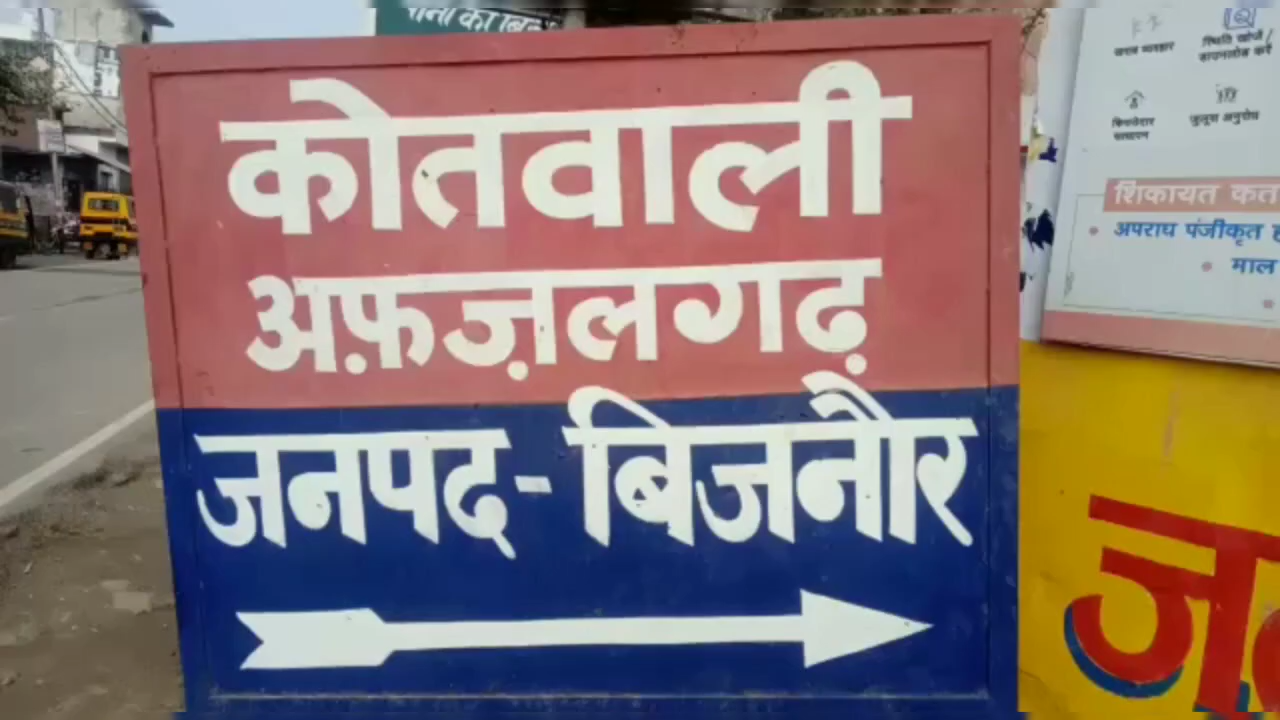 कोतवाली
अफ़ज़लगढ़
जनपद - बिजनौर
शिकायत
अपराध पंजीकृत
माल